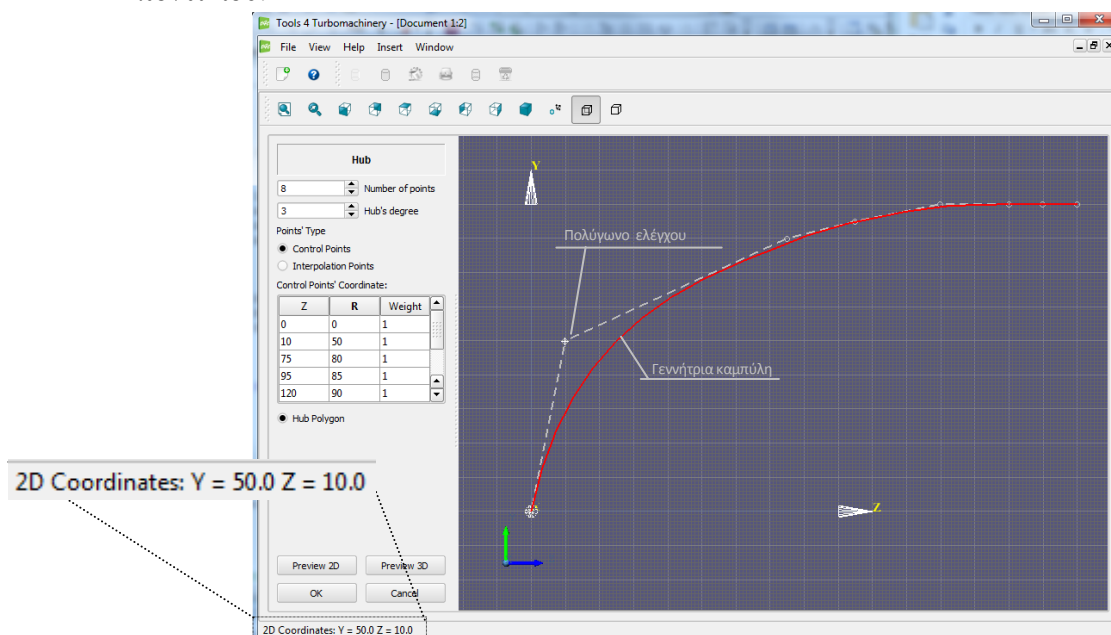 Tools 4 Turbomachinery - [Document 1:2]
File View Help Insert Window
Hub
8 Number of points
3 Hub's degree
Points' Type
Control Points
Interpolation Points
Control Points' Coordinate:
Z R Weight
0 0 1
10 50 1
75 80 1
95 85 1
120 90 1
Hub Polygon
Y
Πολύγωνο ελέγχου
Γεννήτρια καμπύλη
Z
2D Coordinates: Y = 50.0 Z = 10.0
Preview 2D Preview 3D
OK Cancel
2D Coordinates: Y = 50.0 Z = 10.0